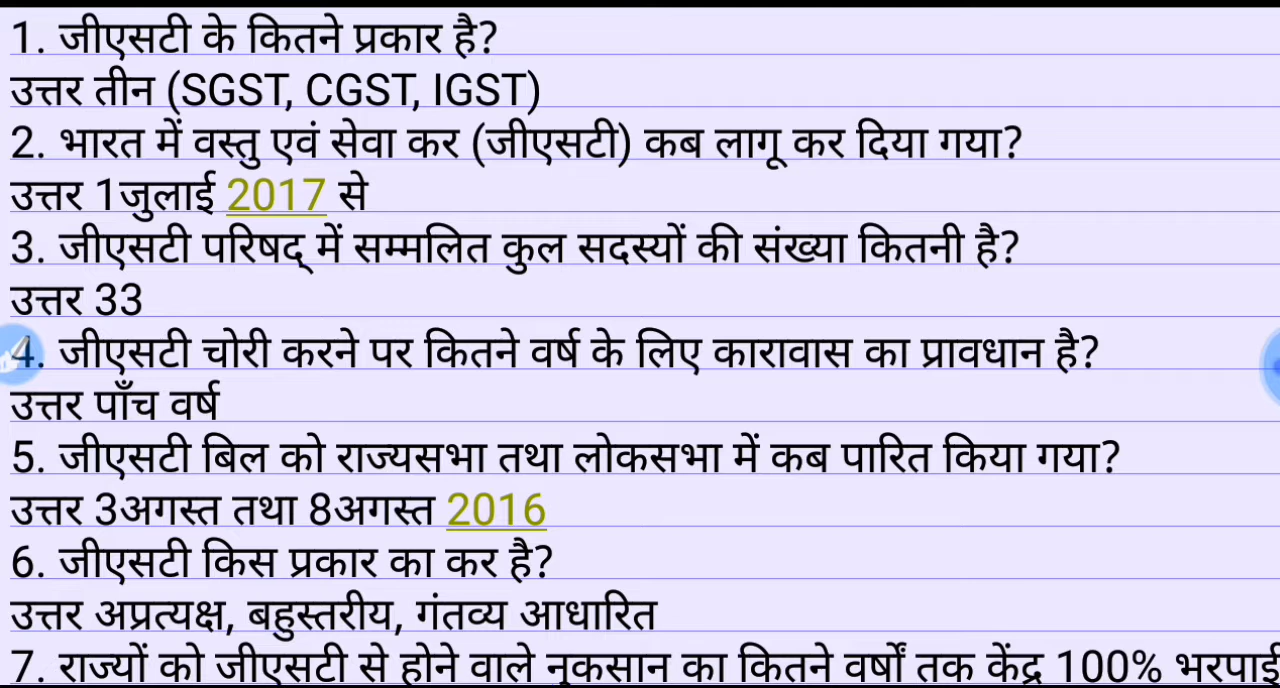 1. जीएसटी के कितने प्रकार है?
उत्तर तीन (SGST, CGST, IGST)
2. भारत में वस्तु एवं सेवा कर (जीएसटी) कब लागू कर दिया गया?
उत्तर 1जुलाई 2017 से
3. जीएसटी परिषद् में सम्मलित कुल सदस्यों की संख्या कितनी है?
उत्तर 33
4. जीएसटी चोरी करने पर कितने वर्ष के लिए कारावास का प्रावधान है?
उत्तर पाँच वर्ष
5. जीएसटी बिल को राज्यसभा तथा लोकसभा में कब पारित किया गया?
उत्तर 3अगस्त तथा 8अगस्त 2016
6. जीएसटी किस प्रकार का कर है?
उत्तर अप्रत्यक्ष, बहुस्तरीय, गंतव्य आधारित
7. राज्यों को जीएसटी से होने वाले नुकसान का कितने वर्षों तक केंद्र 100% भरपाई